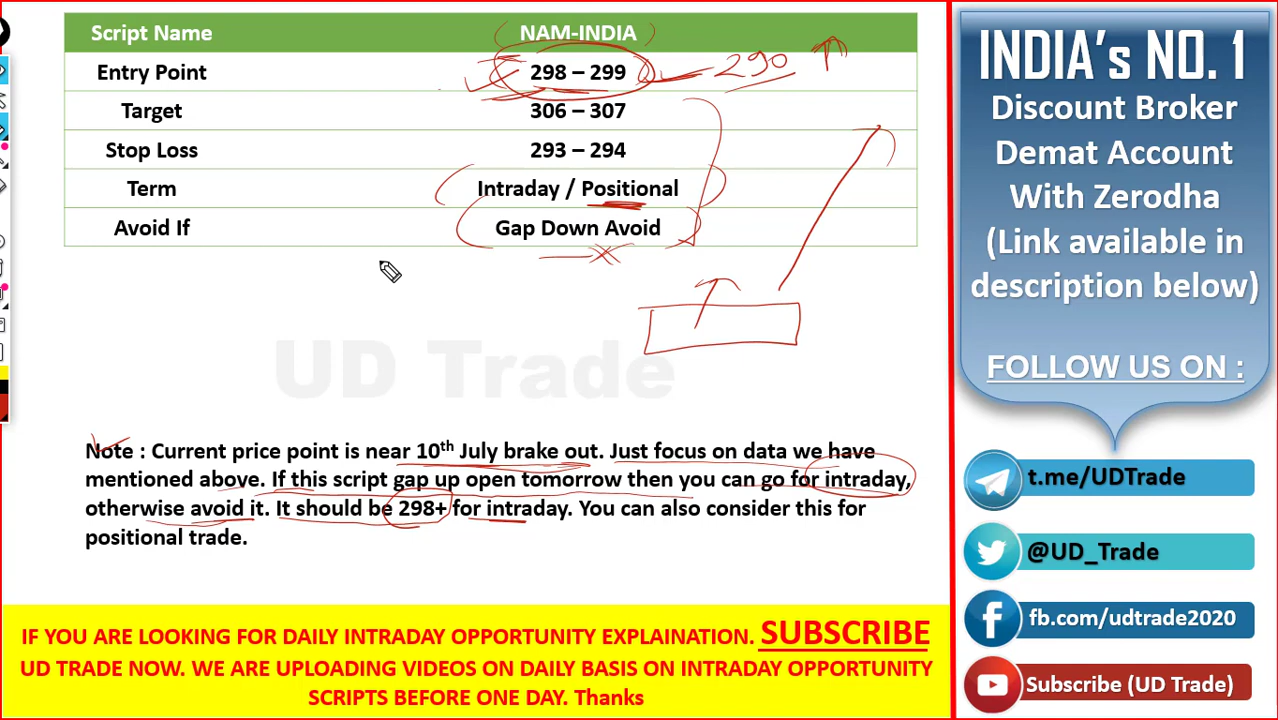 Script Name NAM-INDIA
Entry Point 298 – 299 290
Target 306 – 307
Stop Loss 293 – 294
Term Intraday / Positional
Avoid If Gap Down Avoid
UD Trade
Note : Current price point is near 10th July brake out. Just focus on data we have
mentioned above. If this script gap up open tomorrow then you can go for intraday,
otherwise avoid it. It should be 298+ for intraday. You can also consider this for
positional trade.
IF YOU ARE LOOKING FOR DAILY INTRADAY OPPORTUNITY EXPLAINATION. SUBSCRIBE
UD TRADE NOW. WE ARE UPLOADING VIDEOS ON DAILY BASIS ON INTRADAY OPPORTUNITY
SCRIPTS BEFORE ONE DAY. Thanks
INDIA's NO. 1
Discount Broker
Demat Account
With Zerodha
(Link available in
description below)
FOLLOW US ON :
t.me/UDTrade
@UD_Trade
fb.com/udtrade2020
Subscribe (UD Trade)